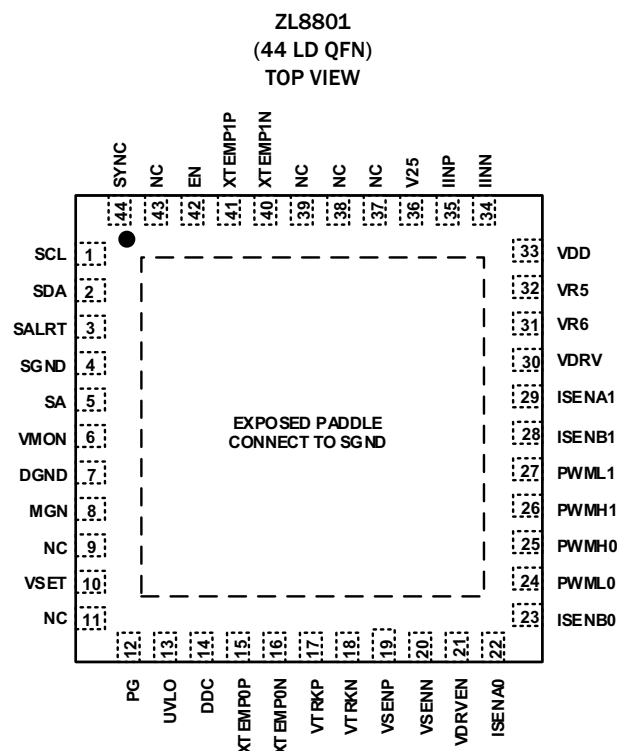 ZL8801
(44 LD QFN)
TOP VIEW
SYNC
NC
EN
XTEMP1P
XTEMP1N
NC
NC
NC
V25
IINP
IINN
44
43
42
41
40
39
38
37
36
35
34
SCL 1
SDA 2
SALRT 3
SGND 4
SA 5
VMON 6
DGND 7
MGN 8
NC 9
VSET 10
NC 11
EXPOSED PADDLE
CONNECT TO SGND
33 VDD
32 VR5
31 VR6
30 VDRV
29 ISENA1
28 ISENB1
27 PWML1
26 PWMH1
25 PWMH0
24 PWML0
23 ISENB0
12
13
14
15
16
17
18
19
20
21
22
PG
UVLO
DDC
XTEMP0P
XTEMP0N
VTRKP
VTRKN
VSENP
VSENN
VDRVEN
ISENA0